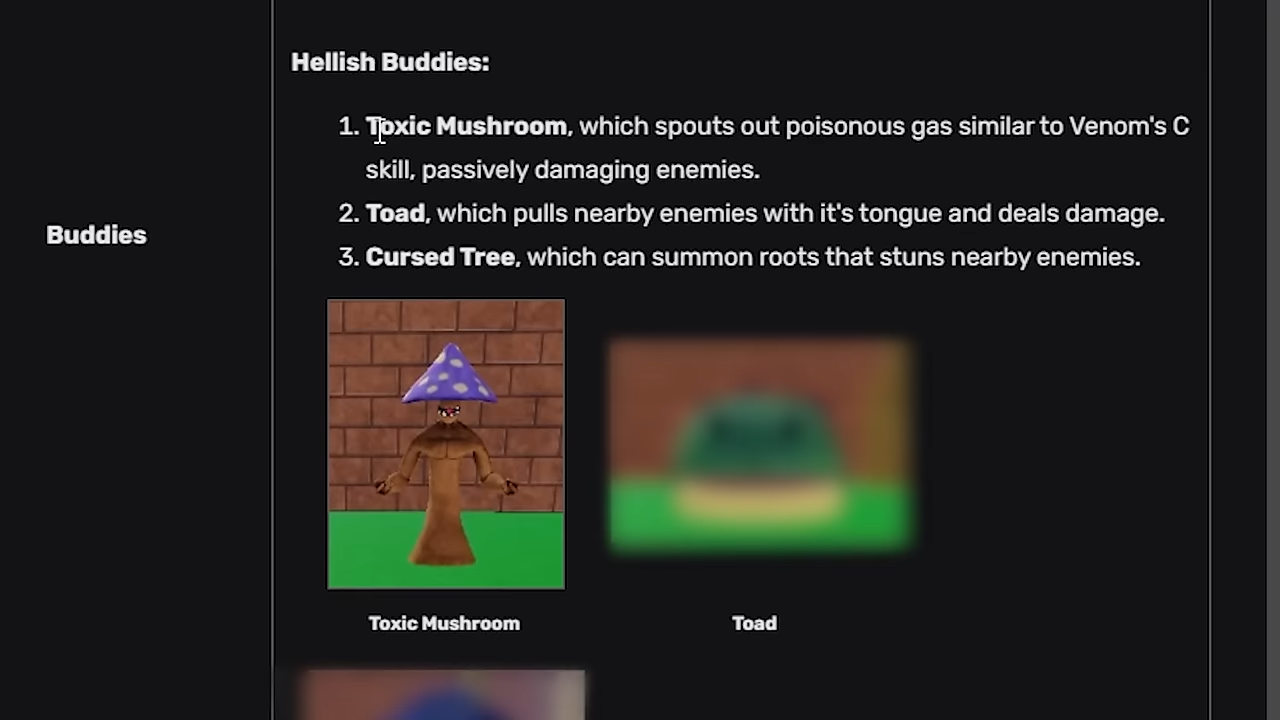 Hellish Buddies:
1. Toxic Mushroom, which spouts out poisonous gas similar to Venom's C
skill, passively damaging enemies.
2. Toad, which pulls nearby enemies with it's tongue and deals damage.
Buddies
3. Cursed Tree, which can summon roots that stuns nearby enemies.
Toxic Mushroom
Toad